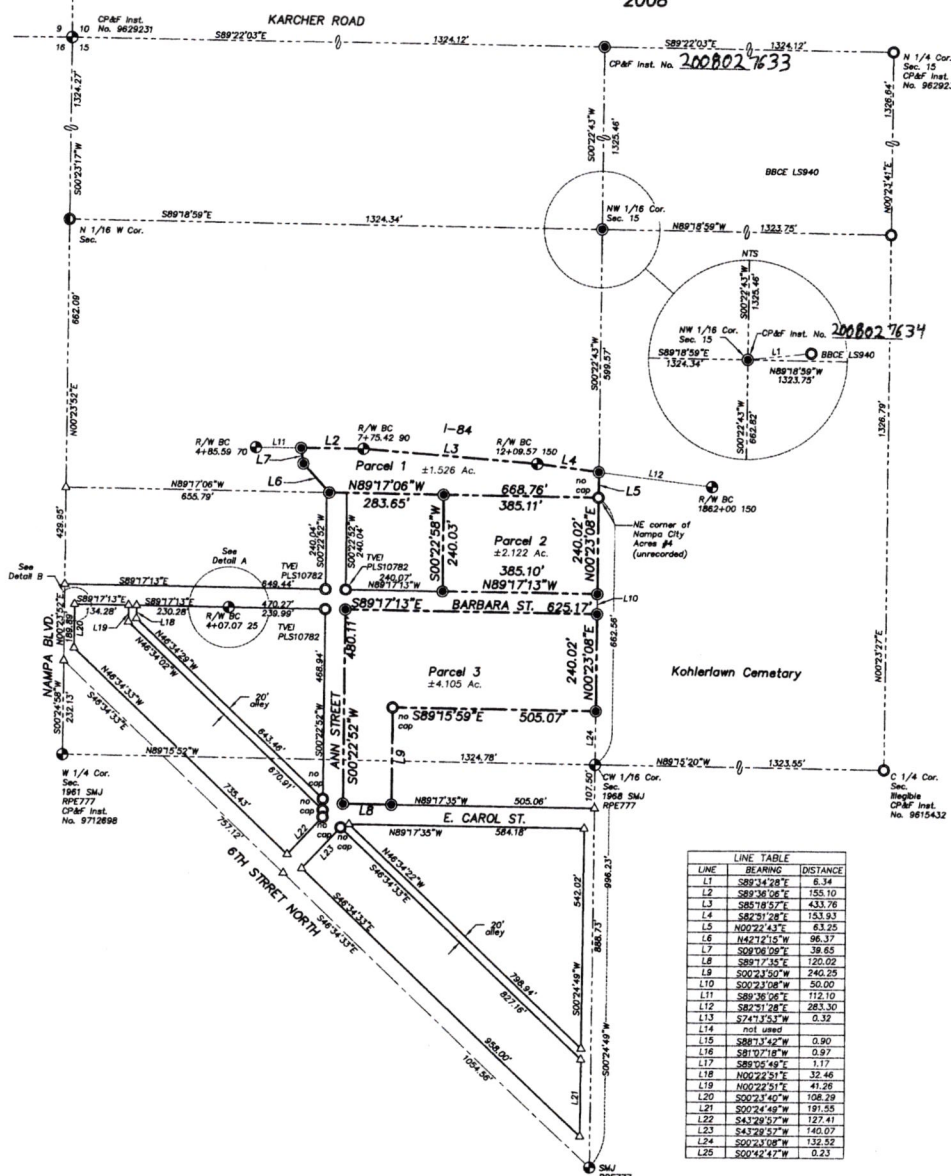 2008
KARCHER ROAD
CP&F Inst.
No. 9629231
9 10
16 15
S89°22'03"E 1324.12'
S89°22'03"E 1324.12'
CP&F Inst. No. 2008027633
N 1/4 Cor.
Sec. 15
CP&F Inst.
No. 96292
1324.27'
S00°23'17"W
S00°22'43"W
1325.46'
1326.64'
N00°23'41"E
BBCE LS940
N 1/16 W Cor.
Sec.
S89°18'59"E 1324.34'
NW 1/16 Cor.
Sec. 15
N89°18'59"W 1323.75'
NTS
S00°22'43"W
1325.46'
NW 1/16 Cor.
Sec. 15
CP&F Inst. No. 2008027634
S89°18'59"E
1324.34'
L1
BBCE LS940
N89°18'59"W
1323.75'
S00°22'43"W
662.82'
662.09'
N00°23'52"E
S00°22'43"W
599.57'
1326.79'
N00°23'27"E
R/W BC
4+85.59 70
L11
L2
R/W BC
7+75.42 90
I-84
L3
R/W BC
12+09.57 150
L4
L12
R/W BC
1862+00 150
L7
L6
Parcel 1
±1.526 Ac.
no
cap
L5
N89°17'06"W
655.79'
N89°17'06"W
283.65'
668.76'
385.11'
NE corner of
Nampa City
Acres #4
(unrecorded)
429.95'
240.04'
S00°22'52"W
S00°22'52"W
240.04'
S00°22'58"W
240.03'
Parcel 2
±2.122 Ac.
240.02'
N00°23'08"E
TVEI
PLS10782
240.07'
N89°17'13"W
385.10'
N89°17'13"W
See
Detail B
See
Detail A
S89°17'13"E 649.44'
L10
S89°17'13"E
134.28'
S89°17'13"E
230.28'
470.27'
239.99'
R/W BC
4+07.07 25
TVEI
PLS10782
S89°17'13"E BARBARA ST. 625.17'
L18
L19
L20
N00°23'52"E
189.89'
NAMPA BLVD.
S00°24'58"W
232.13'
N46°34'29"W
N46°34'02"W
N46°34'33"W
S46°34'33"E
20'
alley
643.46'
670.91'
468.94'
S00°22'52"W
480.11'
ANN STREET
S00°22'52"W
Parcel 3
±4.105 Ac.
240.02'
N00°23'08"E
662.56'
Kohlerlawn Cemetery
no
cap
S89°15'59"E 505.07'
L24
L9
W 1/4 Cor.
Sec.
1961 SMJ
RPE777
CP&F Inst.
No. 9712698
N89°15'52"W
1324.78'
N89°15'20"W 1323.55'
CW 1/16 Cor.
Sec.
1968 SMJ
RPE777
C 1/4 Cor.
Sec.
Illegible
CP&F Inst.
No. 9615432
107.50'
no
cap
no
cap
no
cap
L8
N89°17'35"W 505.06'
E. CAROL ST.
N89°17'35"W 584.18'
no
cap
L22
L23
735.43'
757.12'
6TH STRRET NORTH
N46°34'22"W
S46°34'33"E
S46°34'33"E
S46°34'33"E
20'
alley
798.94'
827.16'
958.00'
1054.56'
542.02'
S00°24'49"W
996.23'
888.73'
S00°24'49"W
L21
SMJ
RPE777
LINE TABLE
LINE BEARING DISTANCE
L1 S89°34'28"E 6.34
L2 S89°36'06"E 155.10
L3 S85°18'57"E 433.76
L4 S82°51'28"E 153.93
L5 N00°22'43"E 63.25
L6 N42°12'15"W 96.37
L7 S09°06'09"E 39.65
L8 S89°17'35"E 120.02
L9 S00°23'50"W 240.25
L10 S00°23'08"W 50.00
L11 S89°36'06"E 112.10
L12 S82°51'28"E 283.30
L13 S74°13'53"W 0.32
L14 not used
L15 S88°13'42"W 0.90
L16 S81°07'18"W 0.97
L17 S89°05'49"E 1.17
L18 N00°22'51"E 32.46
L19 N00°22'51"E 41.26
L20 S00°23'40"W 108.29
L21 S00°24'49"W 191.55
L22 S43°29'57"W 127.41
L23 S43°29'57"W 140.07
L24 S00°23'08"W 132.52
L25 S00°42'47"W 0.23